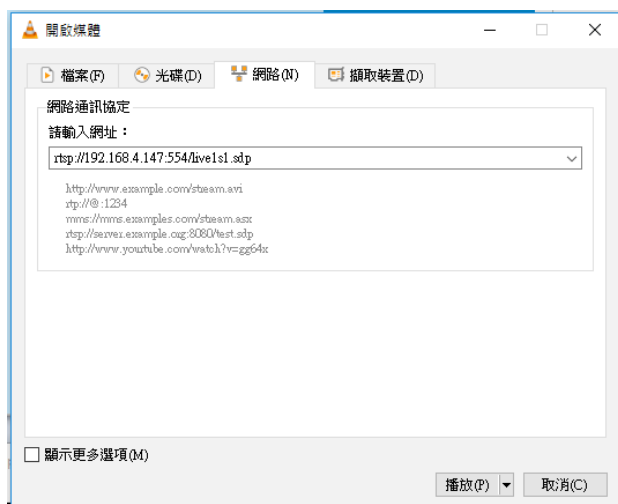 開啟媒體
檔案(F) 光碟(D) 網路(N) 擷取裝置(D)
網路通訊協定
請輸入網址：
rtsp://192.168.4.147:554/live1s1.sdp
http://www.example.com/stream.avi
rtp://@:1234
mms://mms.examples.com/stream.asx
rtsp://server.example.org:8080/test.sdp
http://www.yourtube.com/watch?v=gg64x
顯示更多選項(M)
播放(P) 取消(C)